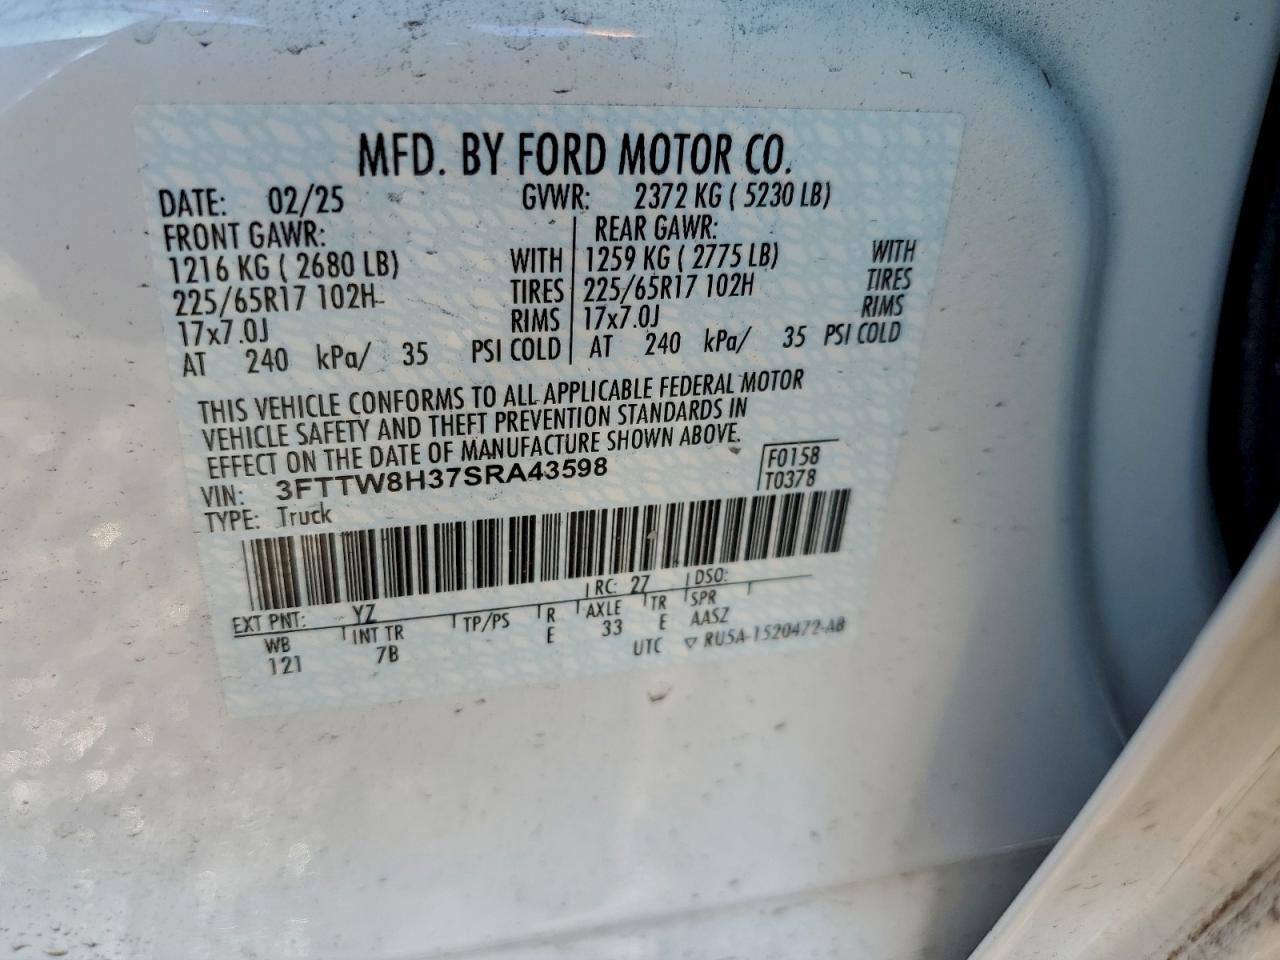 MFD. BY FORD MOTOR CO.
DATE: 02/25 GVWR: 2372 KG ( 5230 LB)
FRONT GAWR: REAR GAWR:
1216 KG ( 2680 LB) WITH 1259 KG ( 2775 LB) WITH
225/65R17 102H TIRES 225/65R17 102H TIRES
17x7.0J RIMS 17x7.0J RIMS
AT 240 kPa/ 35 PSI COLD AT 240 kPa/ 35 PSI COLD
THIS VEHICLE CONFORMS TO ALL APPLICABLE FEDERAL MOTOR
VEHICLE SAFETY AND THEFT PREVENTION STANDARDS IN
EFFECT ON THE DATE OF MANUFACTURE SHOWN ABOVE.
VIN: 3FTTW8H37SRA43598 F0158
TYPE: Truck T0378
EXT PNT: YZ RC: 27 DSO:
WB INT TR TP/PS R AXLE TR SPR
121 7B E 33 E AASZ
UTC ▽ RU5A-1520472-AB